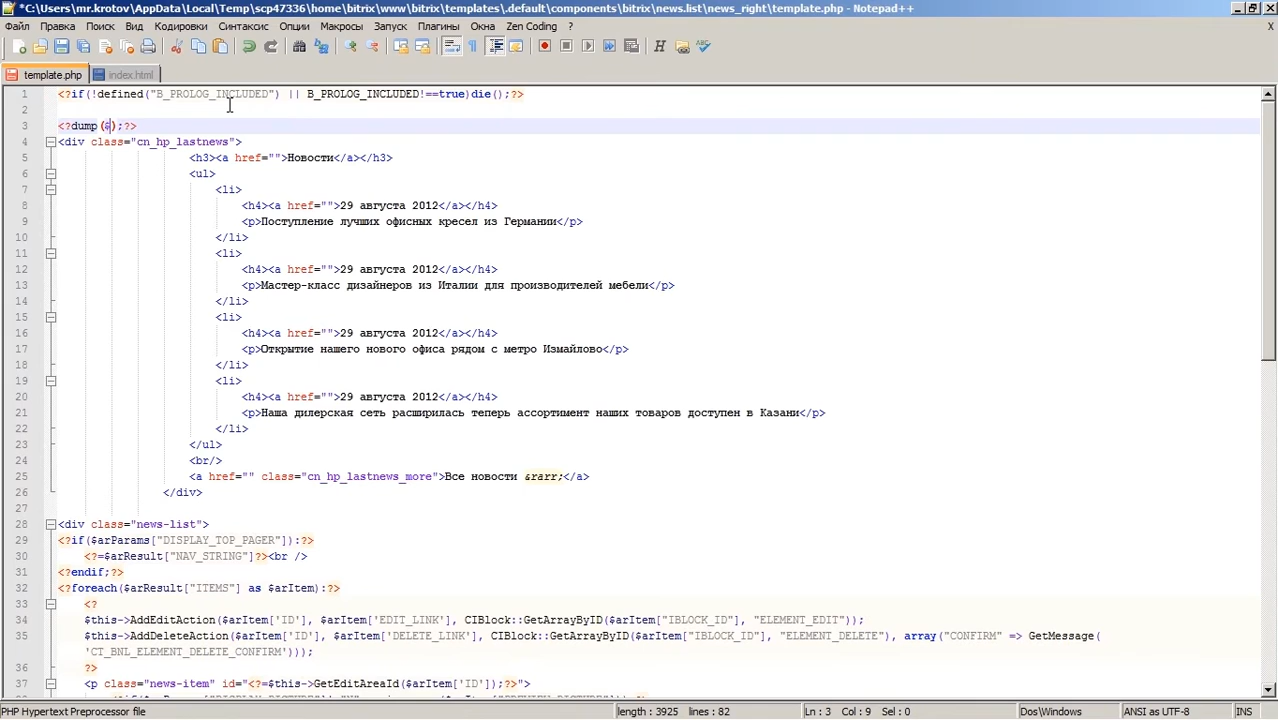 *C:\Users\mr.krotov\AppData\Local\Temp\scp47336\home\bitrix\www\bitrix\templates\.default\components\bitrix\news.list\news_right\template.php - Notepad++
Файл Правка Поиск Вид Кодировки Синтаксис Опции Макросы Запуск Плагины Окна Zen Coding ? X
template.php index.html
1 <?if(!defined("B_PROLOG_INCLUDED") || B_PROLOG_INCLUDED!==true)die();?>
2
3 <?dump($);?>
4 <div class="cn_hp_lastnews">
5 <h3><a href="">Новости</a></h3>
6 <ul>
7 <li>
8 <h4><a href="">29 августа 2012</a></h4>
9 <p>Поступление лучших офисных кресел из Германии</p>
10 </li>
11 <li>
12 <h4><a href="">29 августа 2012</a></h4>
13 <p>Мастер-класс дизайнеров из Италии для производителей мебели</p>
14 </li>
15 <li>
16 <h4><a href="">29 августа 2012</a></h4>
17 <p>Открытие нашего нового офиса рядом с метро Измайлово</p>
18 </li>
19 <li>
20 <h4><a href="">29 августа 2012</a></h4>
21 <p>Наша дилерская сеть расширилась теперь ассортимент наших товаров доступен в Казани</p>
22 </li>
23 </ul>
24 <br/>
25 <a href="" class="cn_hp_lastnews_more">Все новости &rarr;</a>
26 </div>
27
28 <div class="news-list">
29 <?if($arParams["DISPLAY_TOP_PAGER"]):?>
30 <?=$arResult["NAV_STRING"]?><br />
31 <?endif;?>
32 <?foreach($arResult["ITEMS"] as $arItem):?>
33 <?
34 $this->AddEditAction($arItem['ID'], $arItem['EDIT_LINK'], CIBlock::GetArrayByID($arItem["IBLOCK_ID"], "ELEMENT_EDIT"));
35 $this->AddDeleteAction($arItem['ID'], $arItem['DELETE_LINK'], CIBlock::GetArrayByID($arItem["IBLOCK_ID"], "ELEMENT_DELETE"), array("CONFIRM" => GetMessage(
'CT_BNL_ELEMENT_DELETE_CONFIRM')));
36 ?>
37 <p class="news-item" id="<?=$this->GetEditAreaId($arItem['ID']);?>">
PHP Hypertext Preprocessor file length : 3925 lines : 82 Ln : 3 Col : 9 Sel : 0 Dos\Windows ANSI as UTF-8 INS